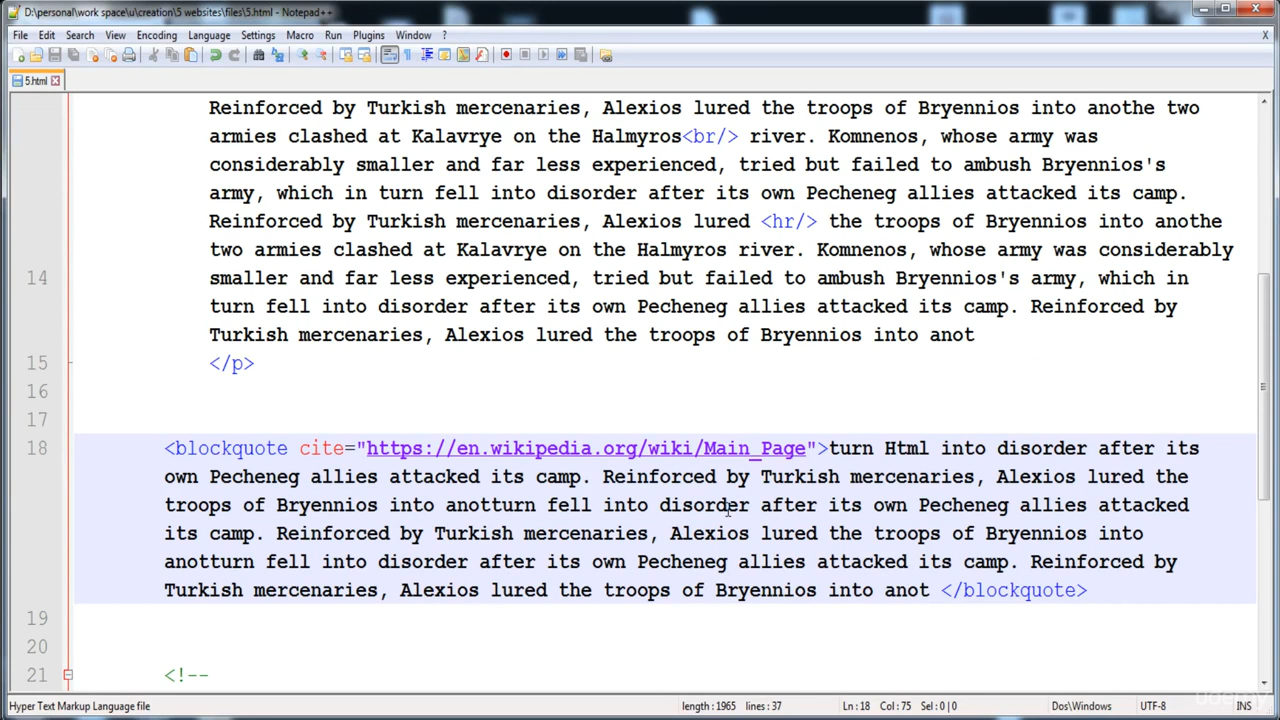 D:\personal\work space\u\creation\5 websites\files\5.html - Notepad++
File Edit Search View Encoding Language Settings Macro Run Plugins Window ? X
5.html
Reinforced by Turkish mercenaries, Alexios lured the troops of Bryennios into anothe two
armies clashed at Kalavrye on the Halmyros<br/> river. Komnenos, whose army was
considerably smaller and far less experienced, tried but failed to ambush Bryennios's
army, which in turn fell into disorder after its own Pecheneg allies attacked its camp.
Reinforced by Turkish mercenaries, Alexios lured <hr/> the troops of Bryennios into anothe
two armies clashed at Kalavrye on the Halmyros river. Komnenos, whose army was considerably
14 smaller and far less experienced, tried but failed to ambush Bryennios's army, which in
turn fell into disorder after its own Pecheneg allies attacked its camp. Reinforced by
Turkish mercenaries, Alexios lured the troops of Bryennios into anot
15 </p>
16
17
18 <blockquote cite="https://en.wikipedia.org/wiki/Main_Page">turn Html into disorder after its
own Pecheneg allies attacked its camp. Reinforced by Turkish mercenaries, Alexios lured the
troops of Bryennios into anotturn fell into disorder after its own Pecheneg allies attacked
its camp. Reinforced by Turkish mercenaries, Alexios lured the troops of Bryennios into
anotturn fell into disorder after its own Pecheneg allies attacked its camp. Reinforced by
Turkish mercenaries, Alexios lured the troops of Bryennios into anot </blockquote>
19
20
21 <!--
Hyper Text Markup Language file length : 1965 lines : 37 Ln : 18 Col : 75 Sel : 0 | 0 Dos\Windows UTF-8 INS
udemy